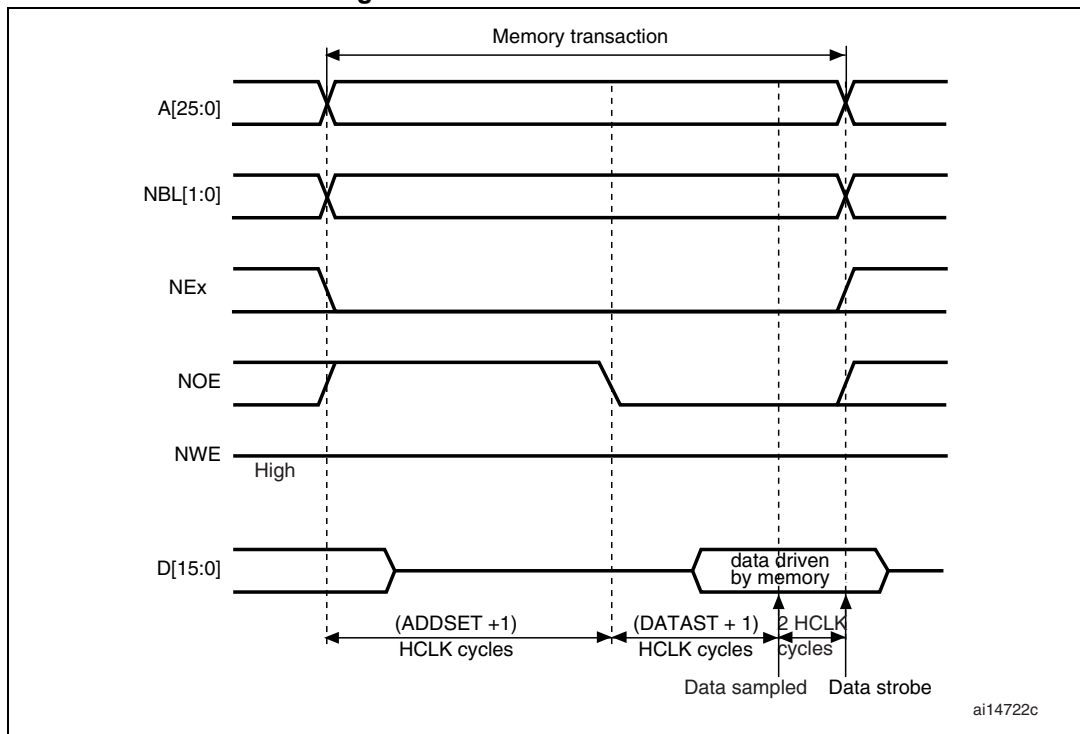 Memory transaction
A[25:0]
NBL[1:0]
NEx
NOE
NWE
High
D[15:0]
data driven
by memory
(ADDSET +1)
HCLK cycles
(DATAST + 1)
HCLK cycles
2 HCLK
cycles
Data sampled
Data strobe
ai14722c